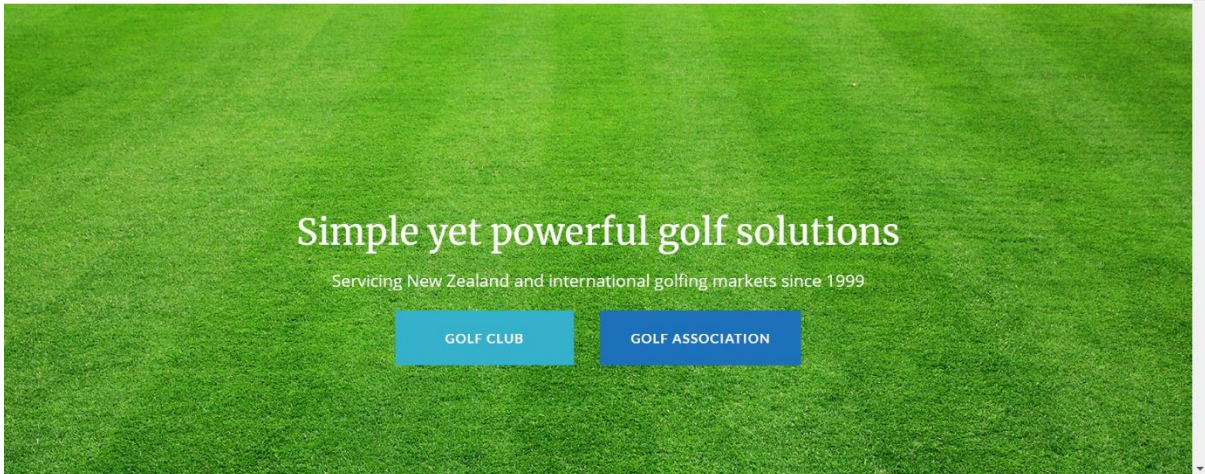 Simple yet powerful golf solutions
Servicing New Zealand and international golfing markets since 1999
GOLF CLUB
GOLF ASSOCIATION